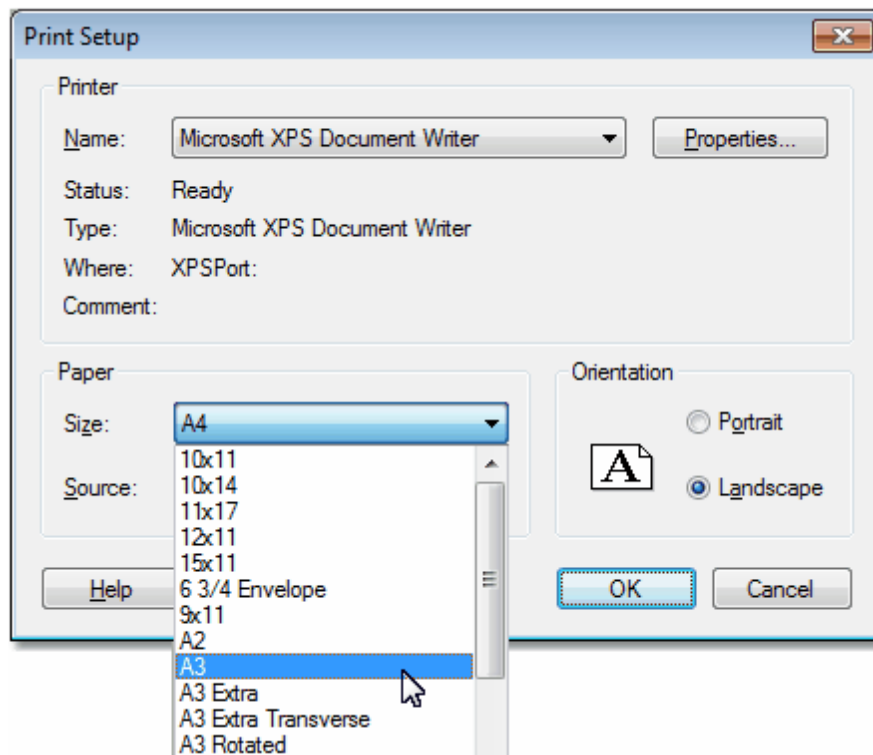 Print Setup
Printer
Name: Microsoft XPS Document Writer Properties...
Status: Ready
Type: Microsoft XPS Document Writer
Where: XPSPort:
Comment:
Paper
Size: A4
Source:
10x11
10x14
11x17
12x11
15x11
6 3/4 Envelope
9x11
A2
A3
A3 Extra
A3 Extra Transverse
A3 Rotated
Orientation
Portrait
A
Landscape
Help
OK Cancel